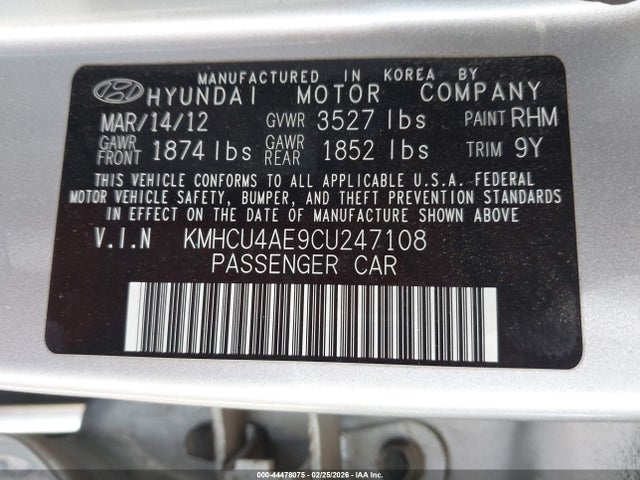 MANUFACTURED IN KOREA BY
HYUNDAI MOTOR COMPANY
MAR/14/12 GVWR 3527 lbs PAINT RHM
GAWR FRONT 1874 lbs GAWR REAR 1852 lbs TRIM 9Y
THIS VEHICLE CONFORMS TO ALL APPLICABLE U.S.A. FEDERAL
MOTOR VEHICLE SAFETY, BUMPER, AND THEFT PREVENTION STANDARDS
IN EFFECT ON THE DATE OF MANUFACTURE SHOWN ABOVE
V.I.N KMHCU4AE9CU247108
PASSENGER CAR
000-44478075 - 02/25/2026 - IAA Inc.